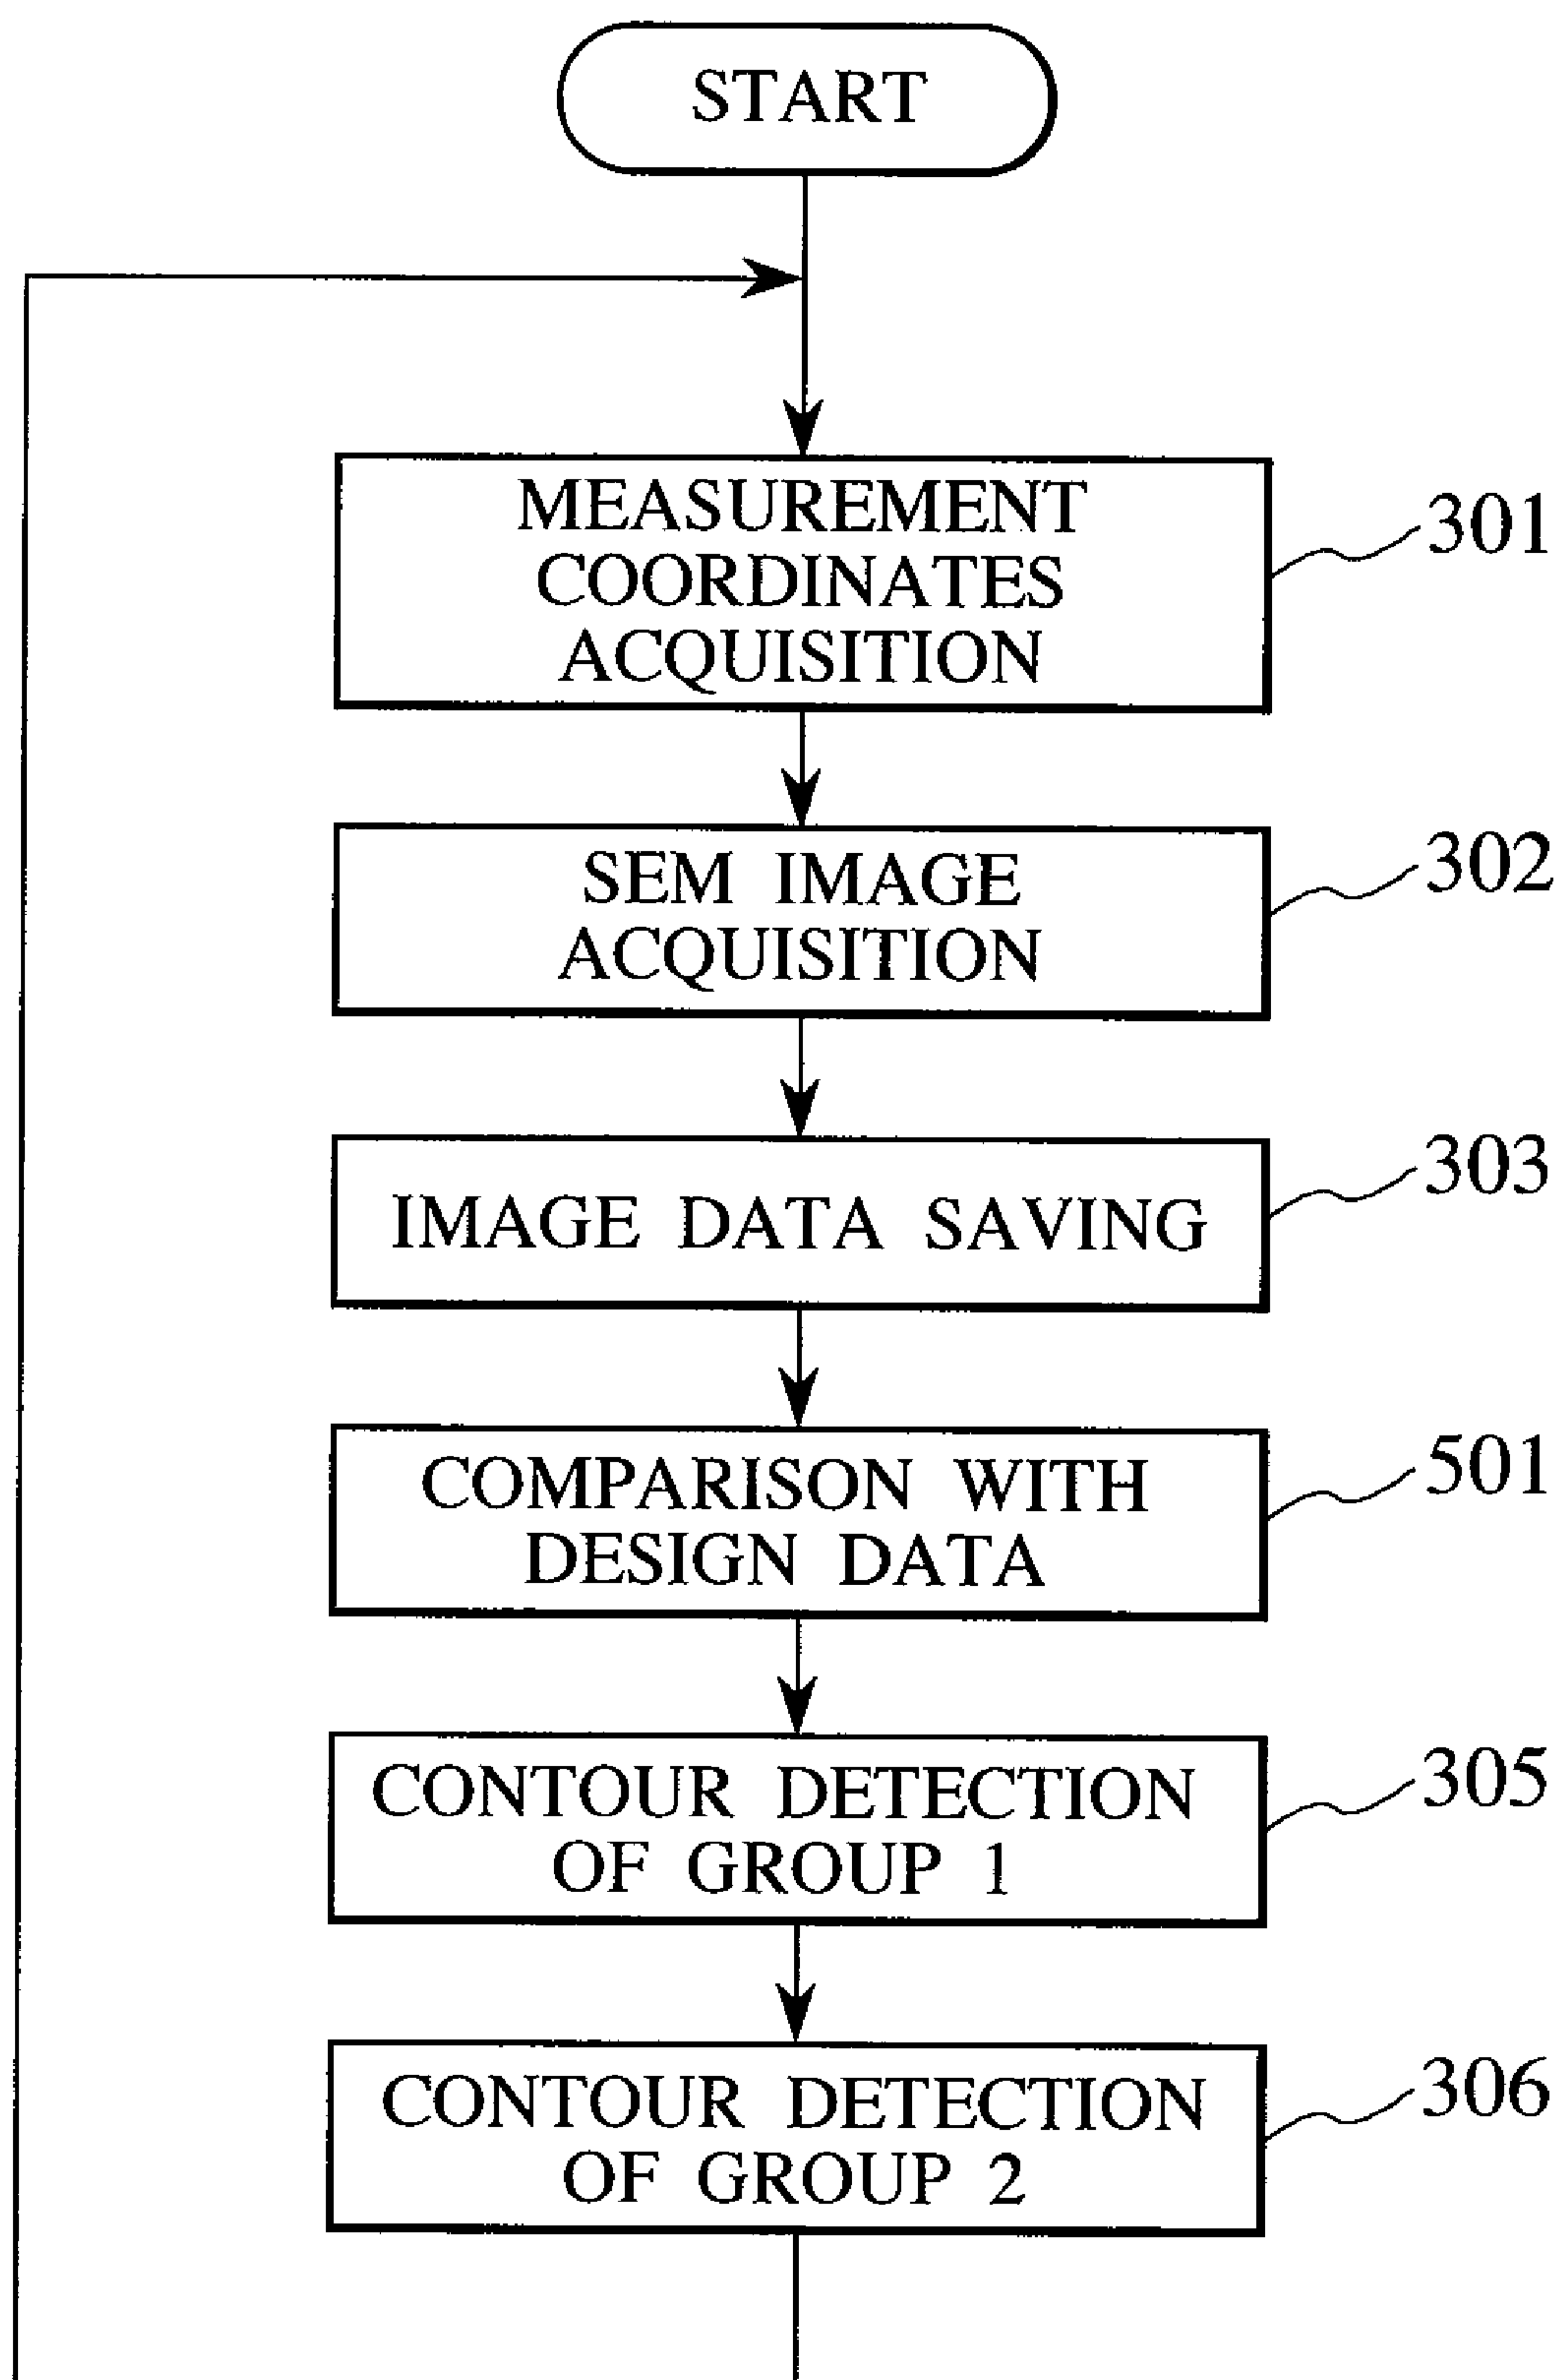 START
MEASUREMENT
COORDINATES
ACQUISITION
301
SEM IMAGE
ACQUISITION
302
IMAGE DATA SAVING
303
COMPARISON WITH
DESIGN DATA
501
CONTOUR DETECTION
OF GROUP 1
305
CONTOUR DETECTION
OF GROUP 2
306